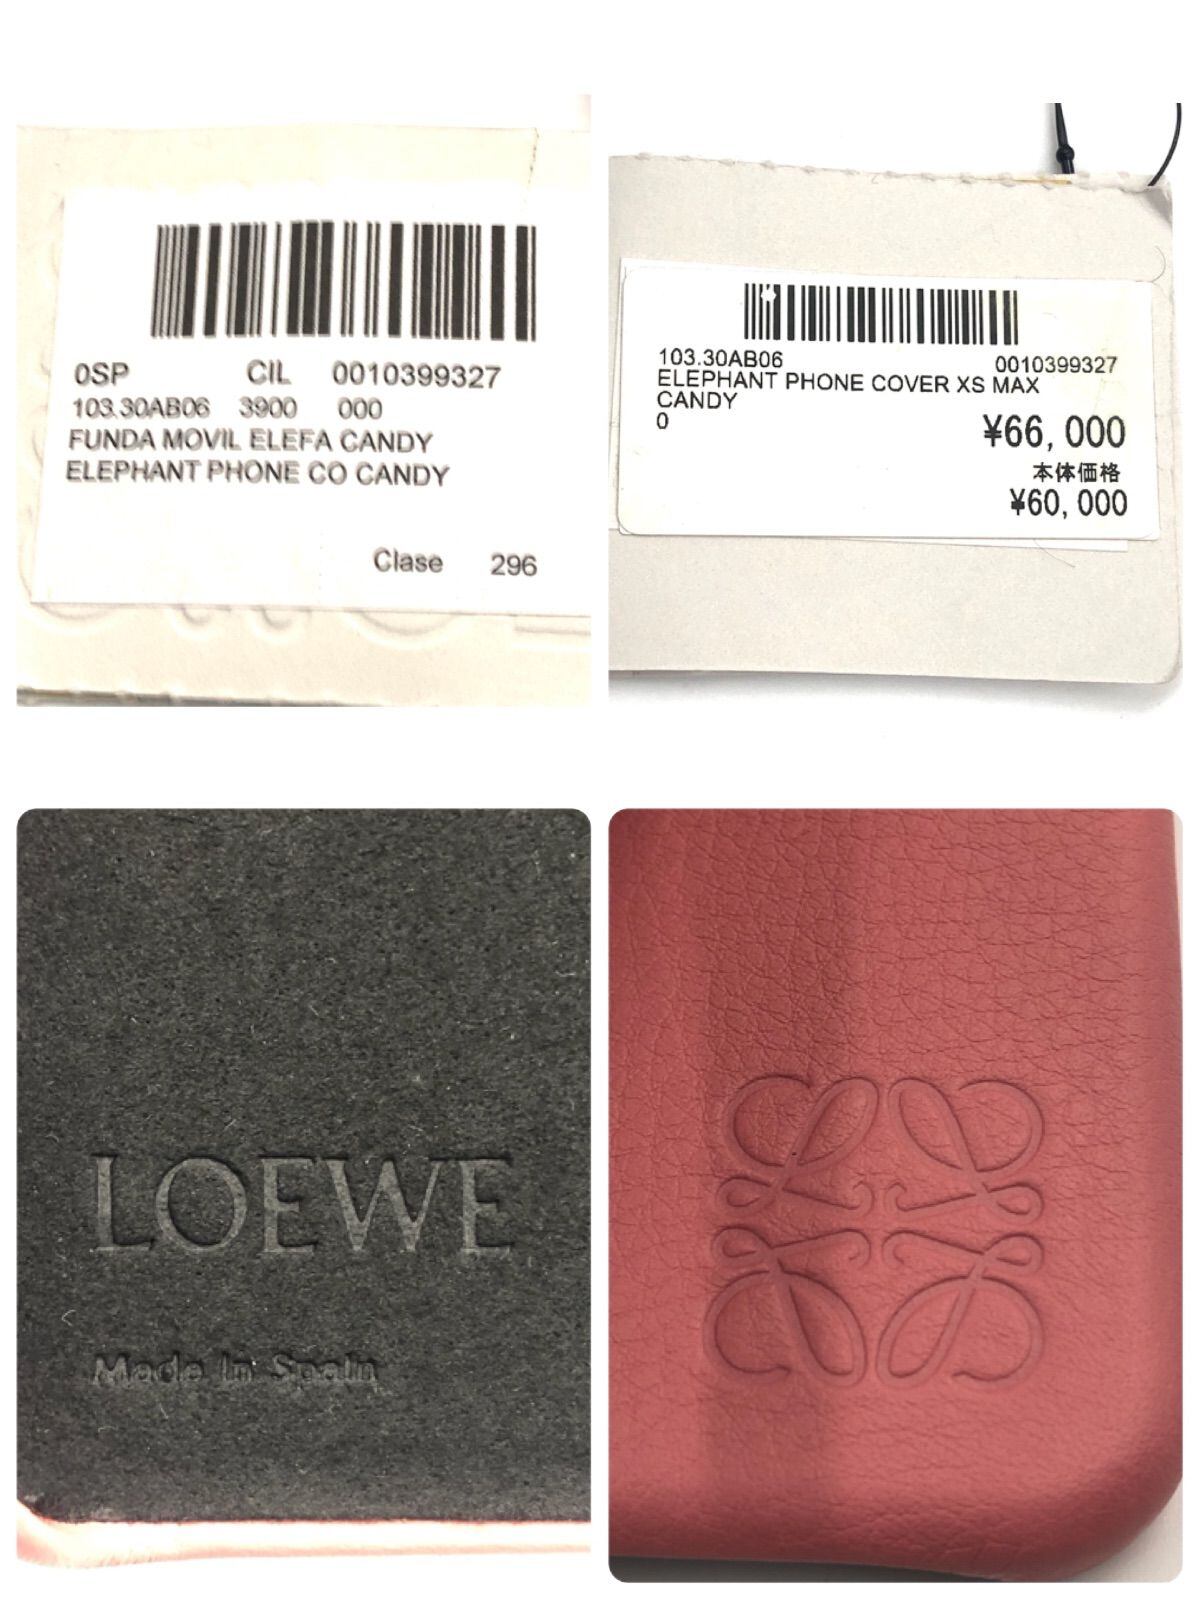 0SP CIL 0010399327
103.30AB06 3900 000
FUNDA MOVIL ELEFA CANDY
ELEPHANT PHONE CO CANDY
Clase 296
103.30AB06 0010399327
ELEPHANT PHONE COVER XS MAX
CANDY
0
¥66,000
本体価格
¥60,000
LOEWE
Made In Spain